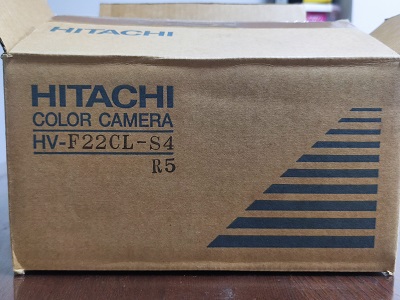 HITACHI
HITACHI
COLOR CAMERA
HV-F22CL-S4
R5